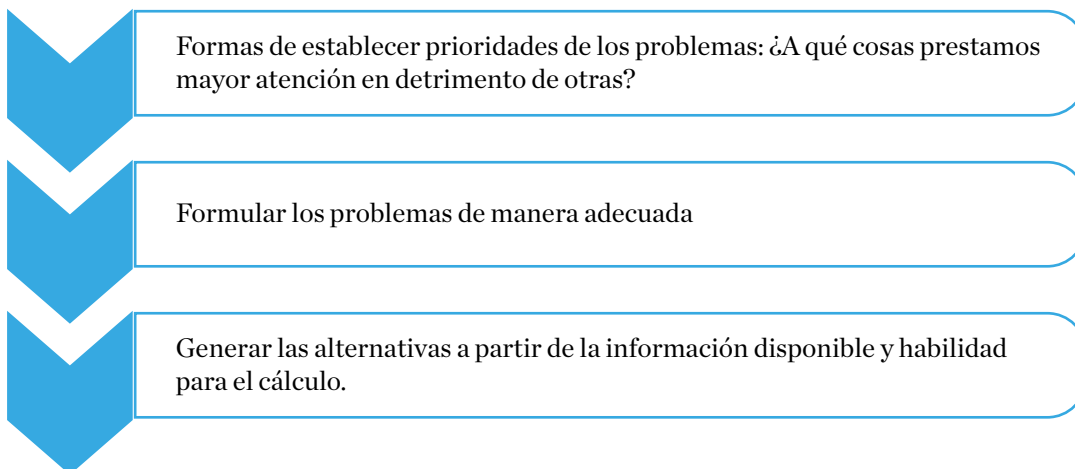 Formas de establecer prioridades de los problemas: ¿A qué cosas prestamos
mayor atención en detrimento de otras?
Formular los problemas de manera adecuada
Generar las alternativas a partir de la información disponible y habilidad
para el cálculo.